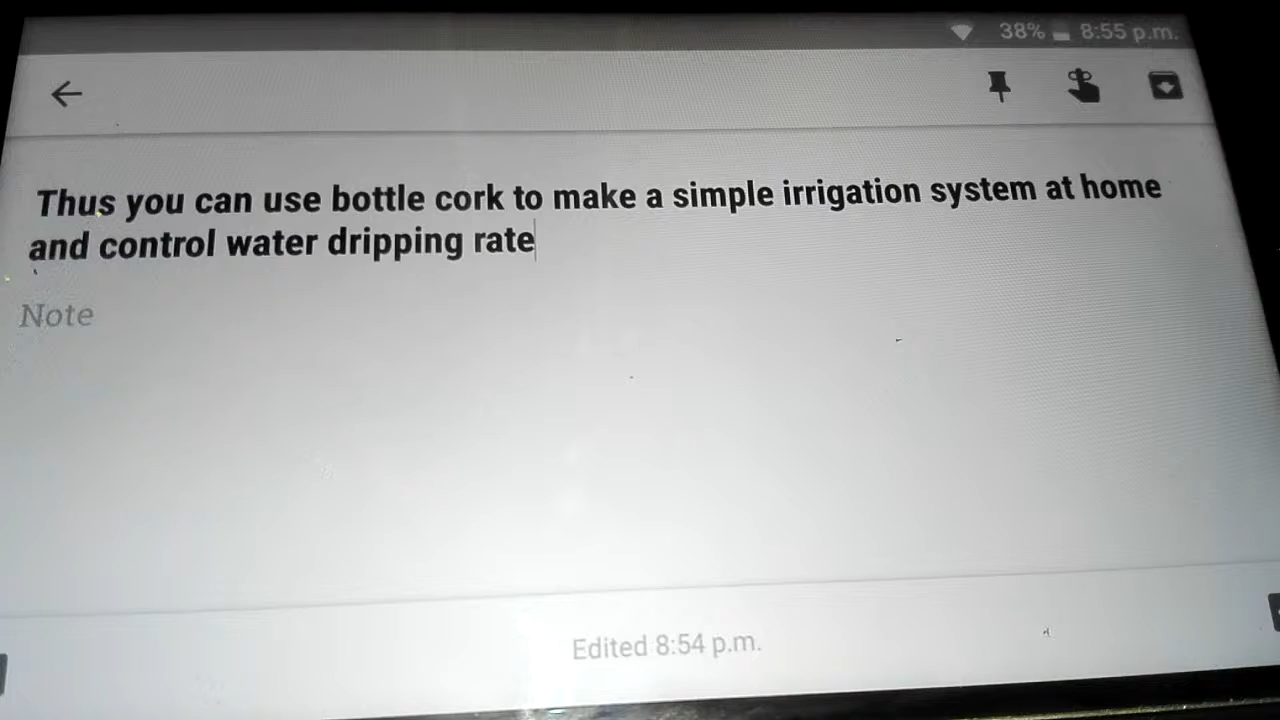 38% 8:55 p.m.
Thus you can use bottle cork to make a simple irrigation system at home
and control water dripping rate
Note
Edited 8:54 p.m.